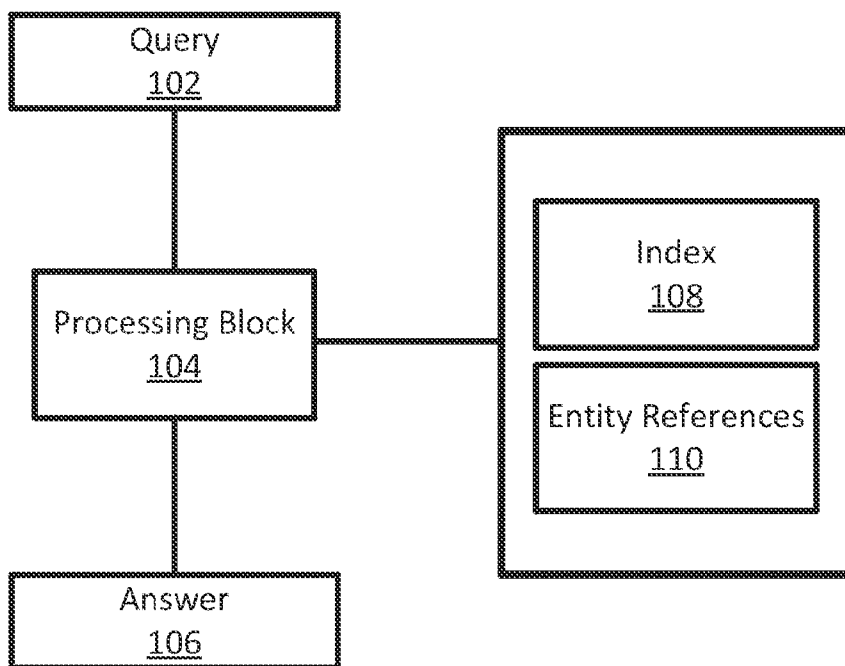 Query
102
Processing Block
104
Index
108
Entity References
110
Answer
106